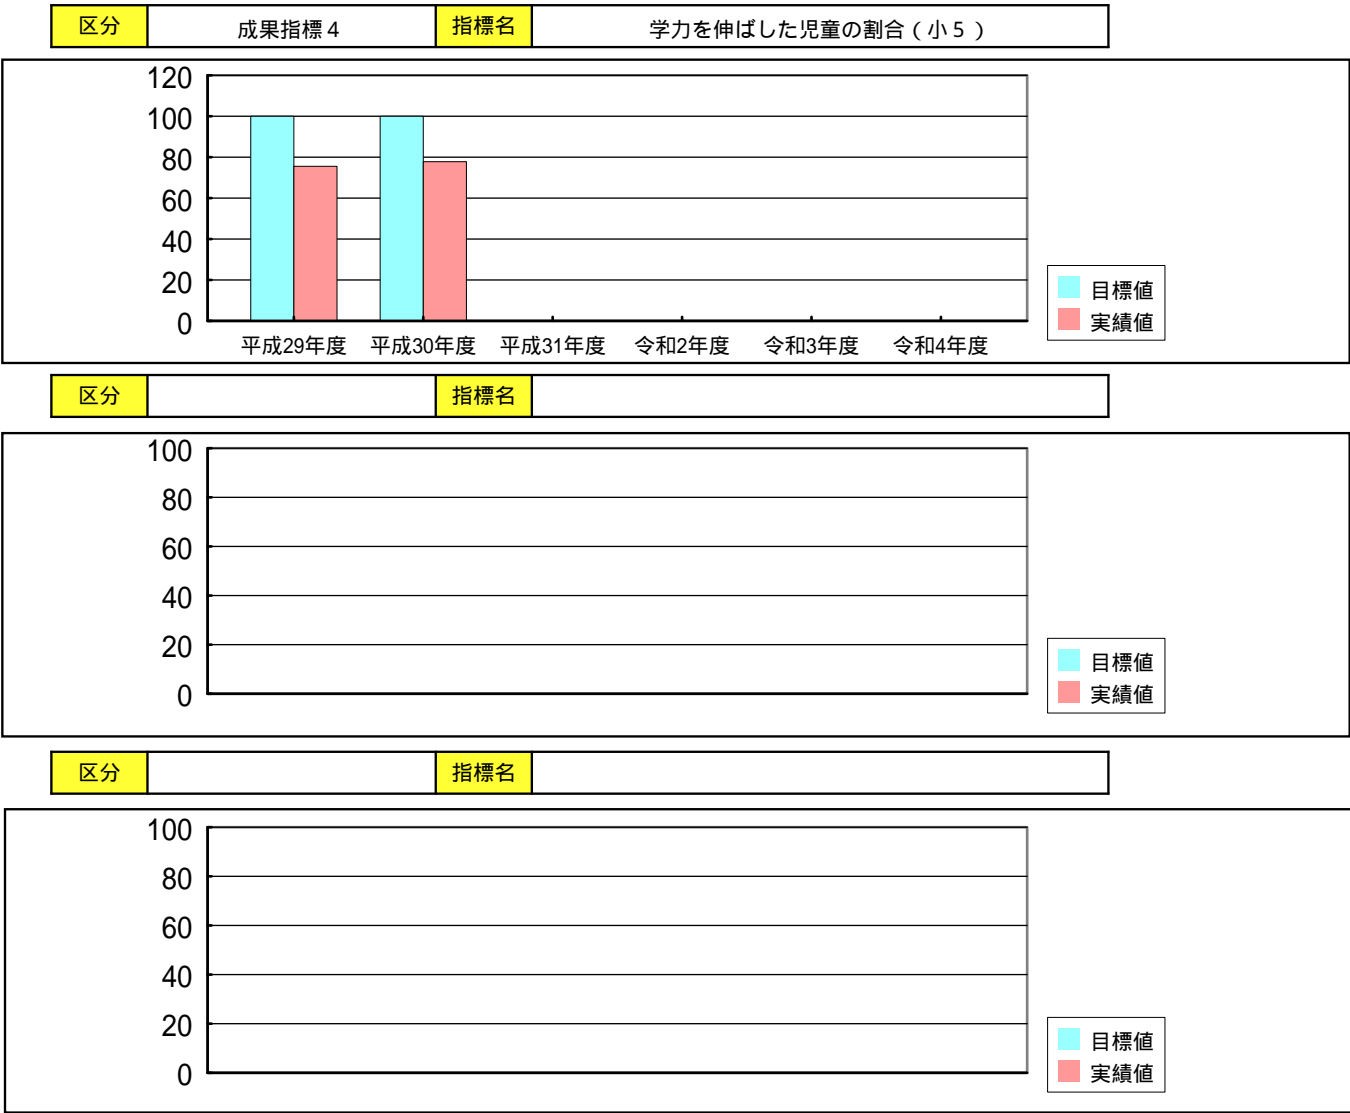 区分 成果指標４ 指標名 学力を伸ばした児童の割合（小５）
120
100
80
60
40
20
0
平成29年度 平成30年度 平成31年度 令和2年度 令和3年度 令和4年度
目標値
実績値
区分 指標名
100
80
60
40
20
0
目標値
実績値
区分 指標名
100
80
60
40
20
0
目標値
実績値